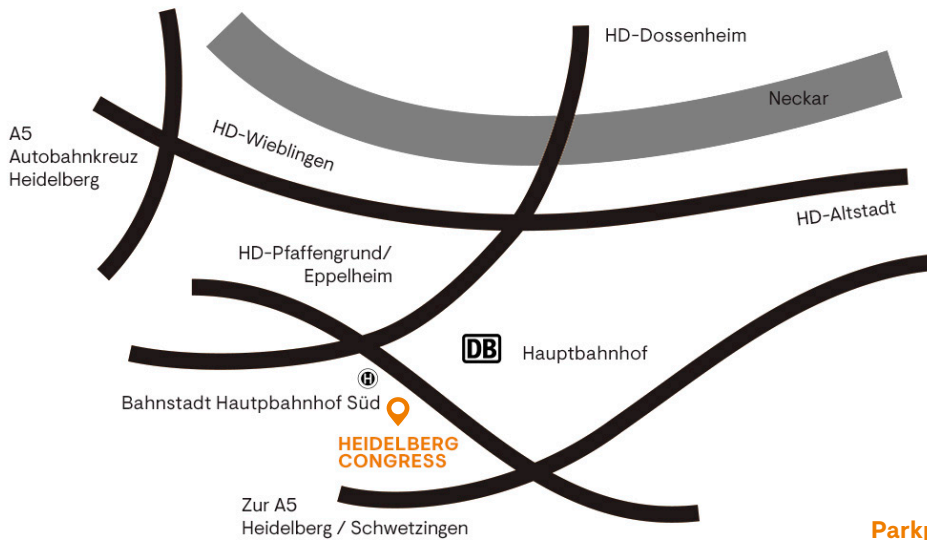 HD-Dossenheim
Neckar
A5
Autobahnkreuz
Heidelberg
HD-Wieblingen
HD-Altstadt
HD-Pfaffengrund/
Eppelheim
DB
Hauptbahnhof
H
Bahnstadt Hautpbahnhof Süd
HEIDELBERG
CONGRESS
Zur A5
Heidelberg / Schwetzingen